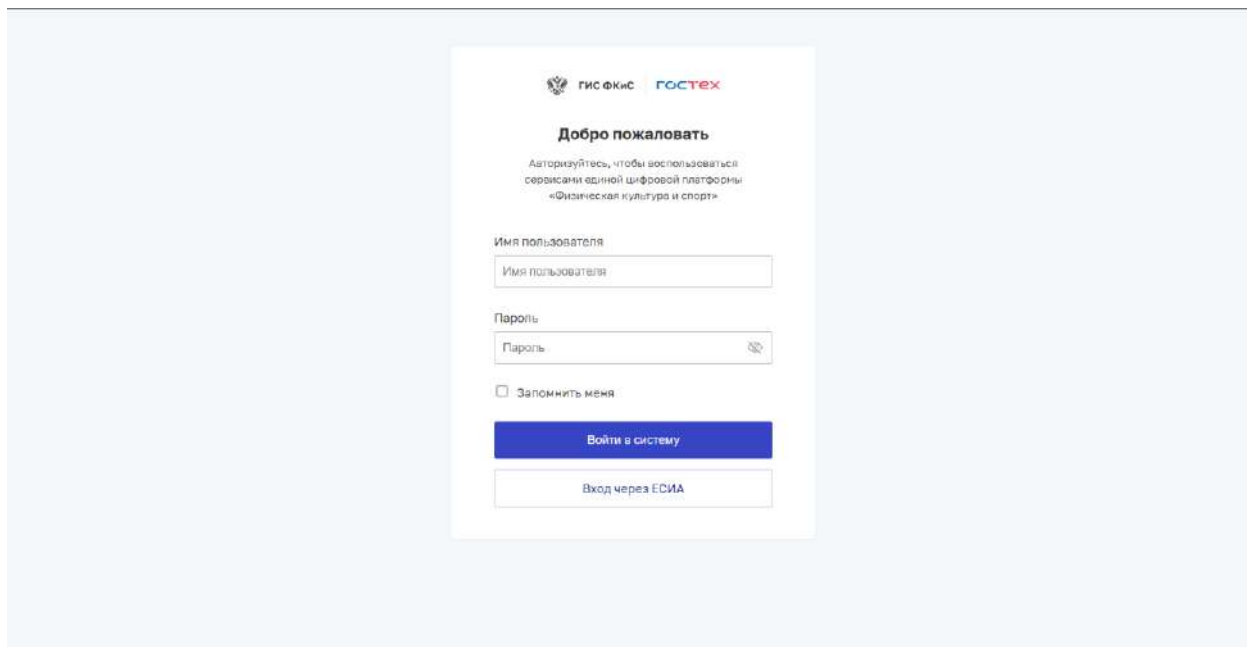 ГИС ФКиС ГОСТЕХ
Добро пожаловать
Авторизуйтесь, чтобы воспользоваться
сервисами единой цифровой платформы
«Физическая культура и спорт»
Имя пользователя
Имя пользователя
Пароль
Пароль
Запомнить меня
Войти в систему
Вход через ЕСИА